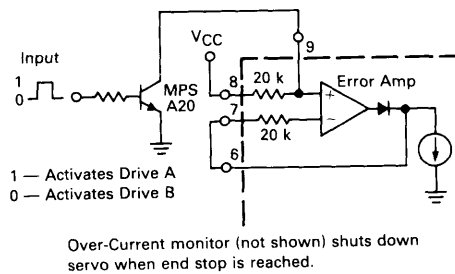 Input
1
0
MPS
A20
VCC
9
8
20 k
7
20 k
6
Error Amp
+
−
1 — Activates Drive A
0 — Activates Drive B
Over-Current monitor (not shown) shuts down
servo when end stop is reached.